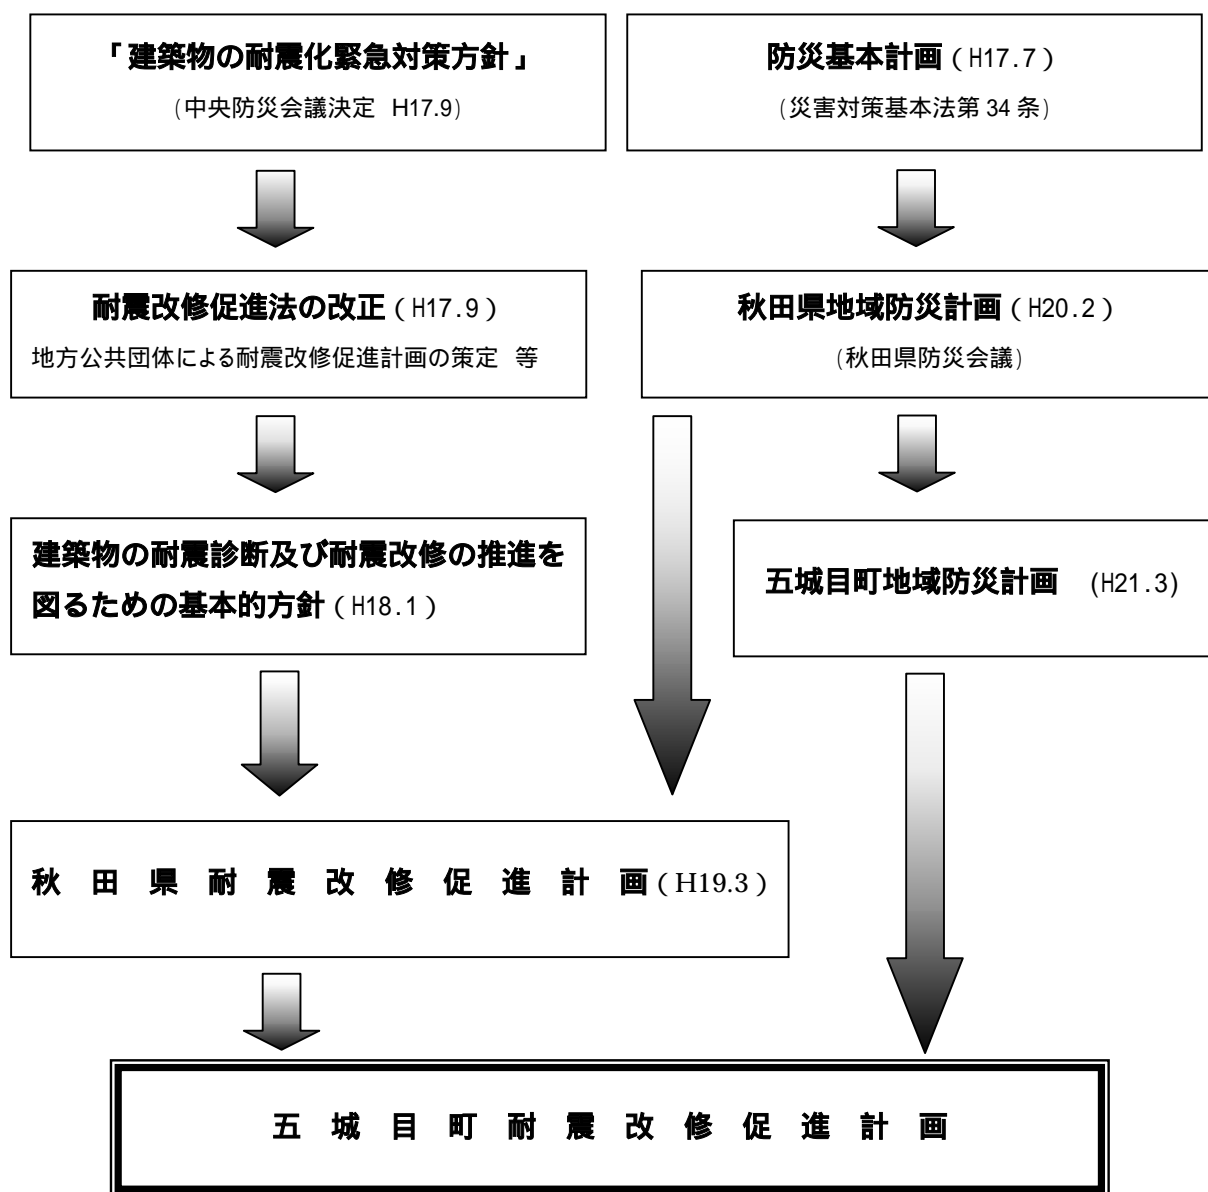 「建築物の耐震化緊急対策方針」
(中央防災会議決定 H17.9)
防災基本計画(H17.7)
(災害対策基本法第 34 条)
耐震改修促進法の改正(H17.9)
地方公共団体による耐震改修促進計画の策定 等
秋田県地域防災計画(H20.2)
(秋田県防災会議)
建築物の耐震診断及び耐震改修の推進を
図るための基本的方針(H18.1)
五城目町地域防災計画 (H21.3)
秋 田 県 耐 震 改 修 促 進 計 画(H19.3)
五 城 目 町 耐 震 改 修 促 進 計 画